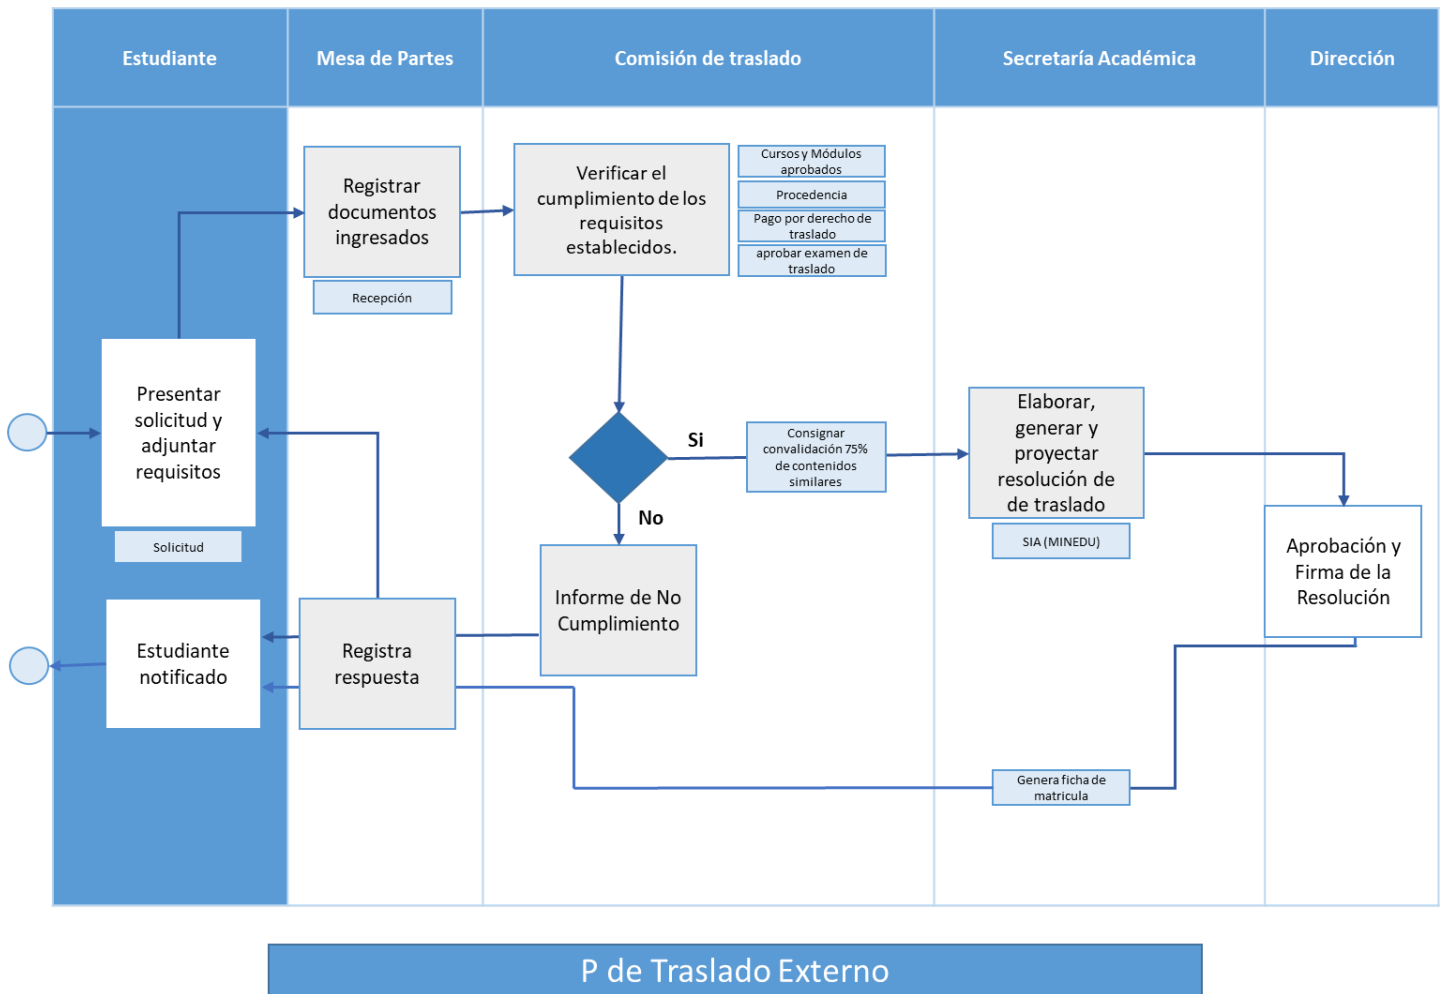 Estudiante
Mesa de Partes
Comisión de traslado
Secretaría Académica
Dirección
Registrar
documentos
ingresados
Recepción
Verificar el
cumplimiento de los
requisitos
establecidos.
Cursos y Módulos
aprobados
Procedencia
Pago por derecho de
traslado
aprobar examen de
traslado
Presentar
solicitud y
adjuntar
requisitos
Solicitud
Si
No
Consignar
convalidación 75%
de contenidos
similares
Elaborar,
generar y
proyectar
resolución de
de traslado
SIA (MINEDU)
Aprobación y
Firma de la
Resolución
Informe de No
Cumplimiento
Registra
respuesta
Estudiante
notificado
Genera ficha de
matricula
P de Traslado Externo